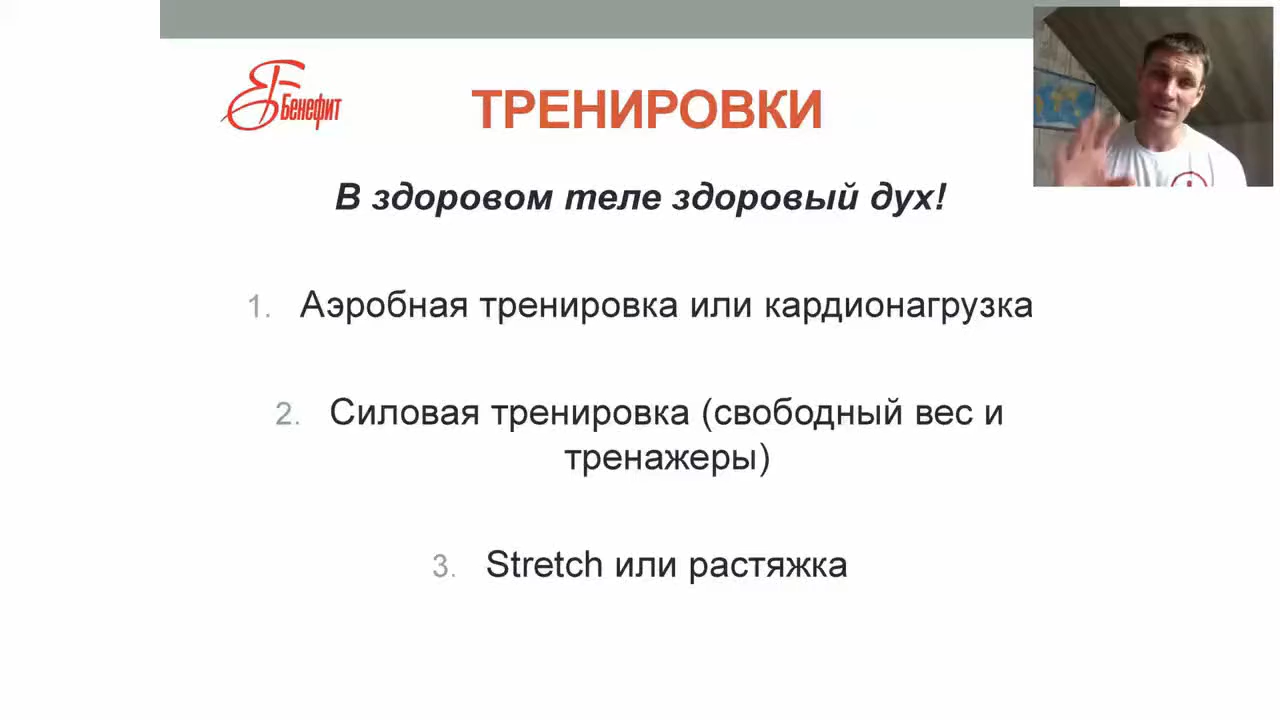 Бенефит
ТРЕНИРОВКИ
В здоровом теле здоровый дух!
1. Аэробная тренировка или кардионагрузка
2. Силовая тренировка (свободный вес и
тренажеры)
3. Stretch или растяжка